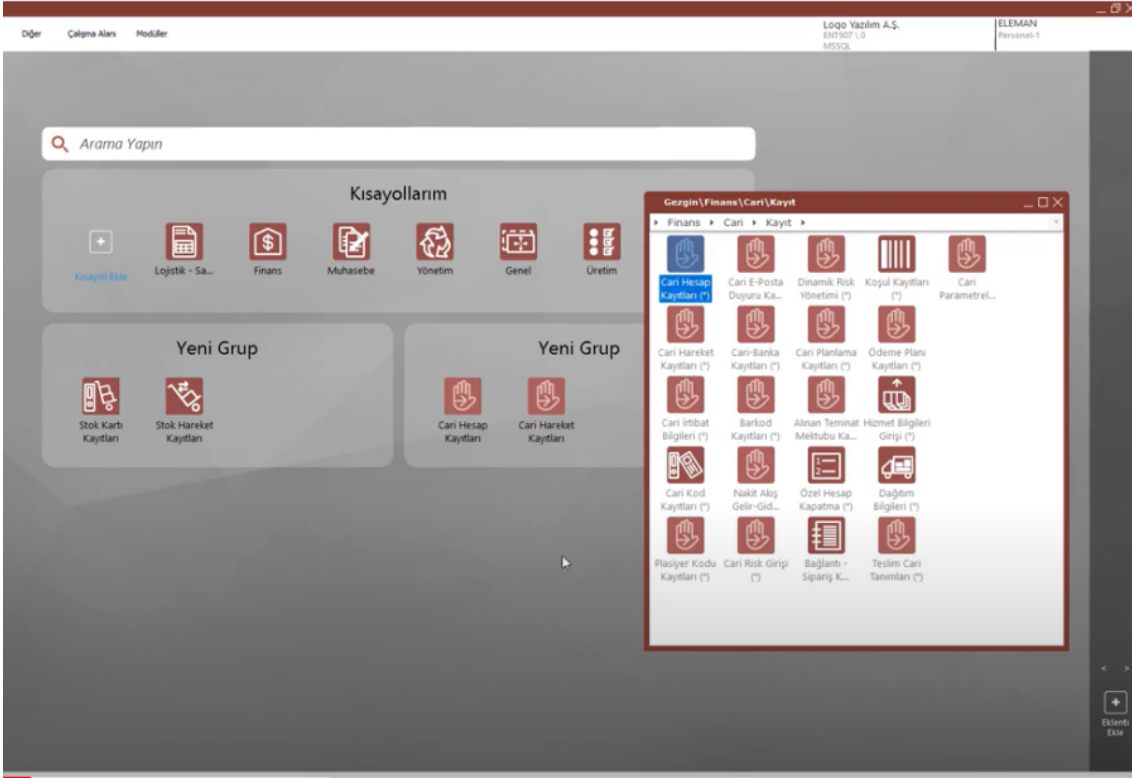 Diğer Çalışma Alanı Modüller
Logo Yazılım A.Ş.
ENT907 \ 0
MSSQL
ELEMAN
Personel-1
Arama Yapın
Kısayollarım
Kısayol Ekle
Lojistik - Sa...
Finans
Muhasebe
Yönetim
Genel
Üretim
Yeni Grup
Stok Kartı
Kayıtları
Stok Hareket
Kayıtları
Yeni Grup
Cari Hesap
Kayıtları
Cari Hareket
Kayıtları
Gezgin\Finans\Cari\Kayıt
Finans Cari Kayıt
Cari Hesap
Kayıtları (*)
Cari E-Posta
Duyuru Ka...
Dinamik Risk
Yönetimi (*)
Koşul Kayıtları
(*)
Cari
Parametrel...
Cari Hareket
Kayıtları (*)
Cari-Banka
Kayıtları (*)
Cari Planlama
Kayıtları (*)
Ödeme Planı
Kayıtları (*)
Cari İrtibat
Bilgileri (*)
Barkod
Kayıtları (*)
Alınan Teminat
Mektubu Ka...
Hizmet Bilgileri
Girişi (*)
Cari Kod
Kayıtları (*)
Nakit Akış
Gelir-Gid...
Özel Hesap
Kapatma (*)
Dağıtım
Bilgileri (*)
Plasiyer Kodu
Kayıtları (*)
Cari Risk Girişi
(*)
Bağlantı -
Sipariş K...
Teslim Cari
Tanımları (*)
Eklenti
Ekle